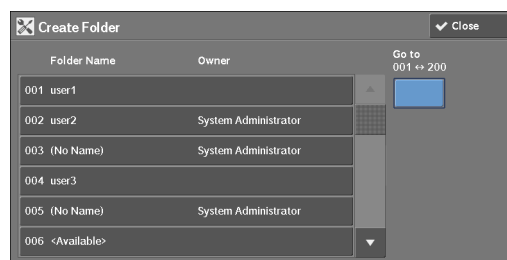 Create Folder
Close
Folder Name Owner
Go to
001 ↔ 200
001 user1
002 user2 System Administrator
003 (No Name) System Administrator
004 user3
005 (No Name) System Administrator
006 <Available>